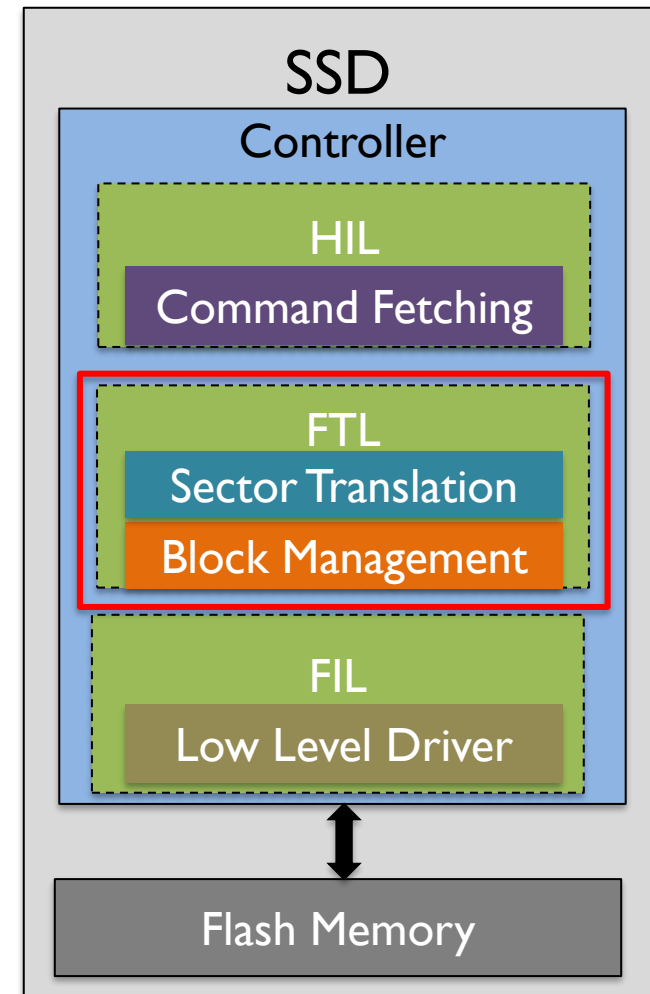 SSD
Controller
HIL
Command Fetching
FTL
Sector Translation
Block Management
FIL
Low Level Driver
Flash Memory